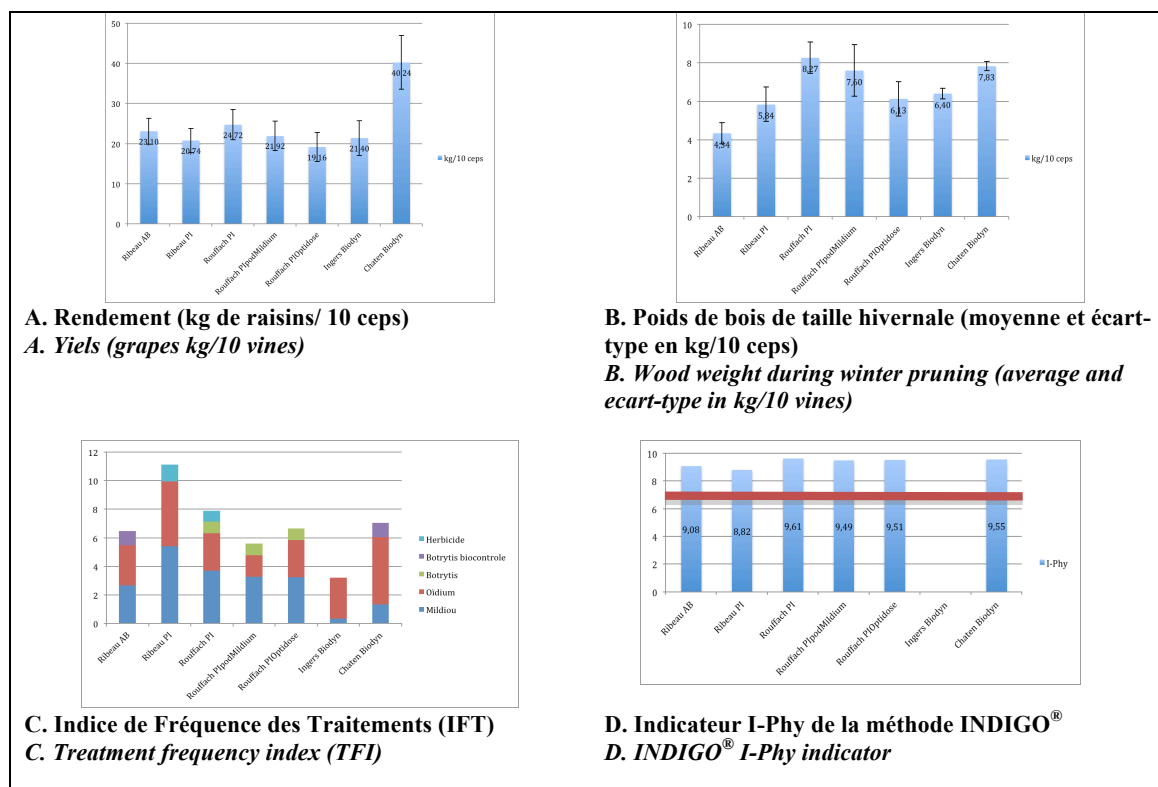 50
40
30
20
10
0
23,10
20,74
24,72
21,92
19,16
21,40
40,24
kg/10 ceps
Ribeau AB
Ribeau PI
Rouffach PI
Rouffach PIpodMildium
Rouffach PIOptidose
Ingers Biodyn
Chaten Biodyn
A. Rendement (kg de raisins/ 10 ceps)
A. Yiels (grapes kg/10 vines)
10
8
6
4
2
0
4,34
5,84
8,27
7,60
6,13
6,40
7,83
kg/10 ceps
Ribeau AB
Ribeau PI
Rouffach PI
Rouffach PIpodMildium
Rouffach PIOptidose
Ingers Biodyn
Chaten Biodyn
B. Poids de bois de taille hivernale (moyenne et écart-
type en kg/10 ceps)
B. Wood weight during winter pruning (average and
ecart-type in kg/10 vines)
12
10
8
6
4
2
0
Herbicide
Botrytis biocontrole
Botrytis
Oïdium
Mildiou
Ribeau AB
Ribeau PI
Rouffach PI
Rouffach PIpodMildium
Rouffach PIOptidose
Ingers Biodyn
Chaten Biodyn
C. Indice de Fréquence des Traitements (IFT)
C. Treatment frequency index (TFI)
10
8
6
4
2
0
9,08
8,82
9,61
9,49
9,51
9,55
I-Phy
Ribeau AB
Ribeau PI
Rouffach PI
Rouffach PIpodMildium
Rouffach PIOptidose
Ingers Biodyn
Chaten Biodyn
D. Indicateur I-Phy de la méthode INDIGO®
D. INDIGO® I-Phy indicator